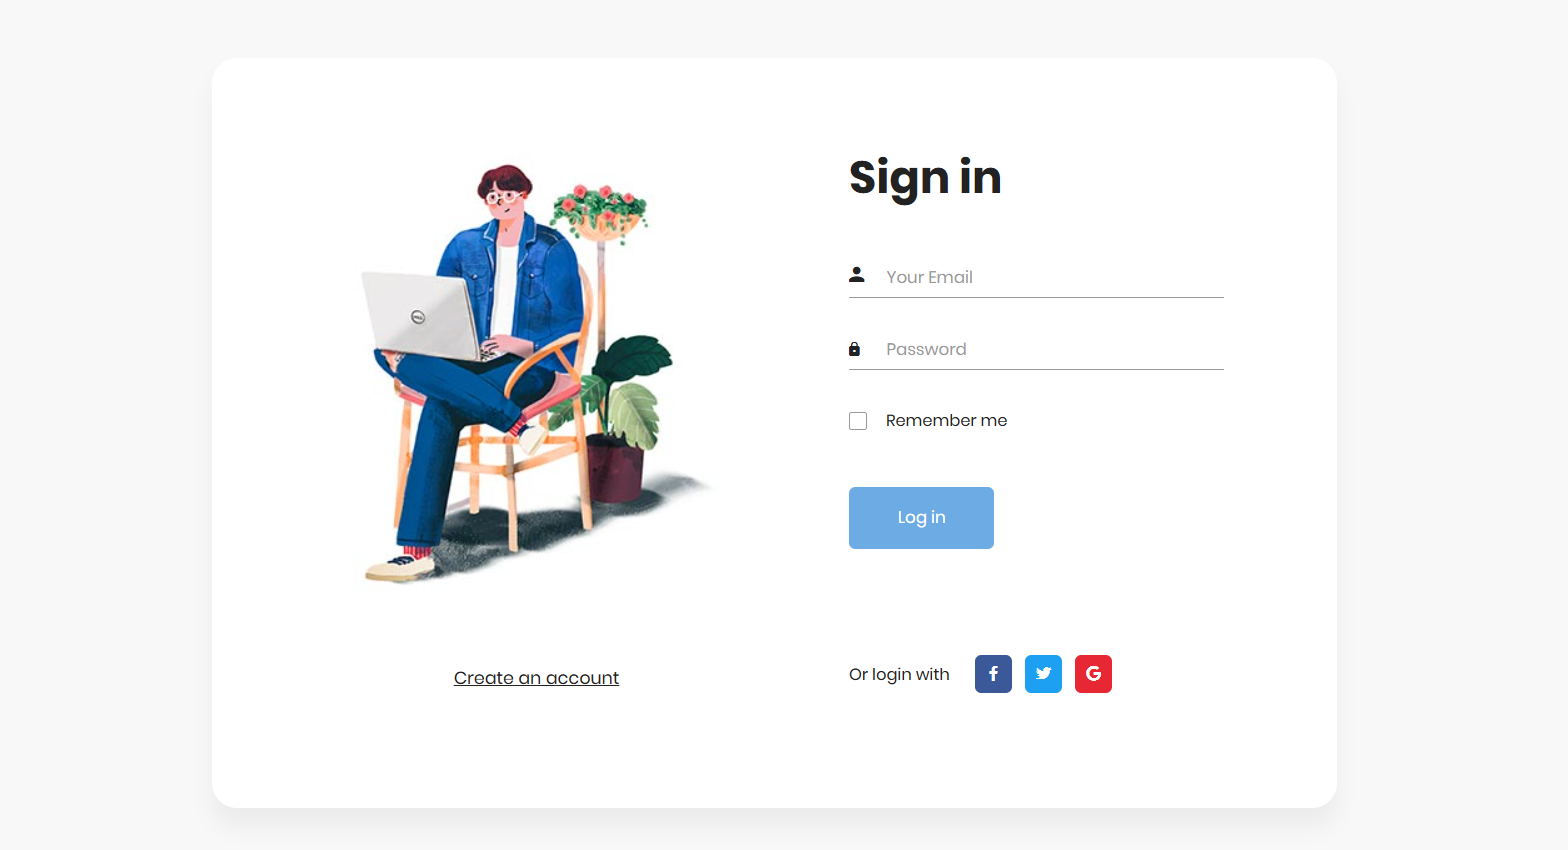 Sign in
Your Email
Password
Remember me
Log in
Create an account
Or login with